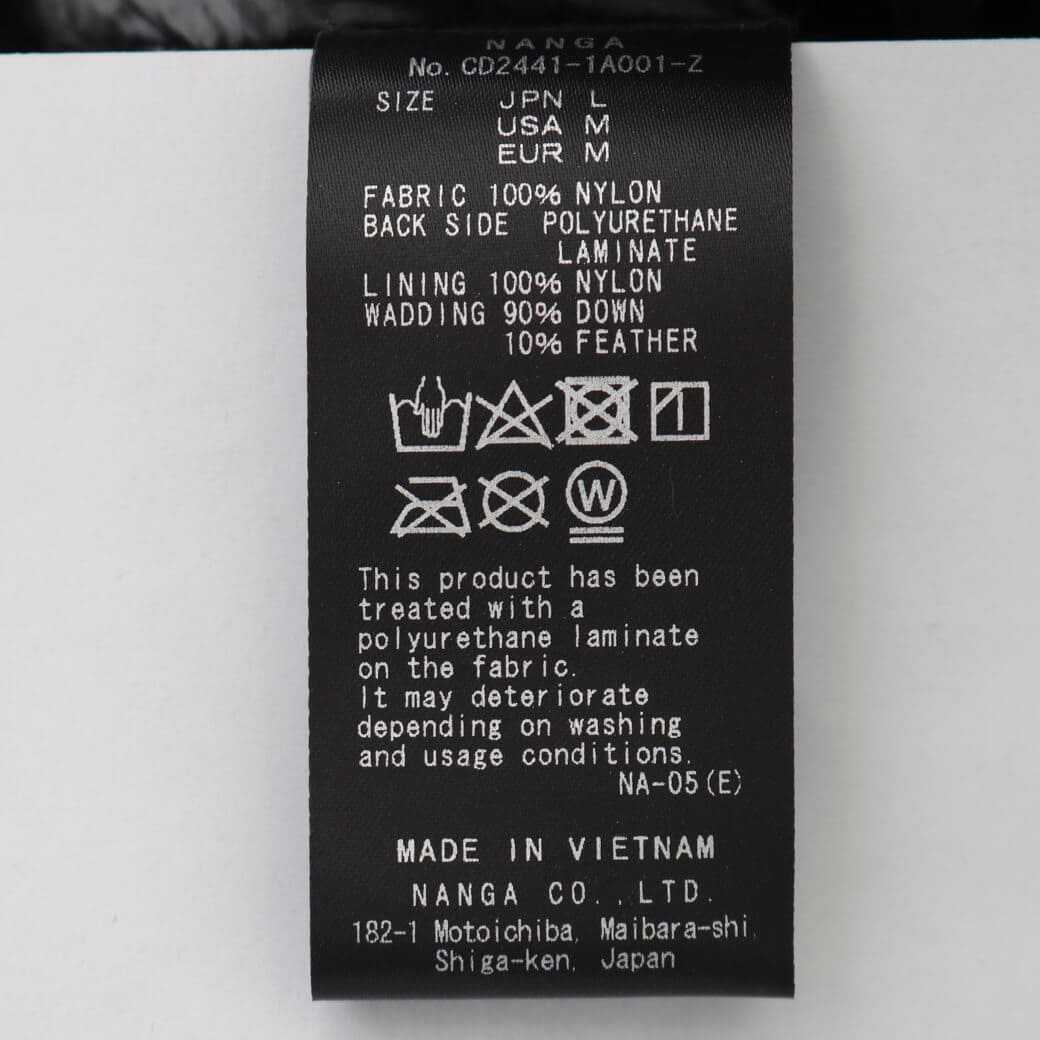 NANGA
No. CD2441-1A001-Z
SIZE JPN L
USA M
EUR M
FABRIC 100% NYLON
BACK SIDE POLYURETHANE
LAMINATE
LINING 100% NYLON
WADDING 90% DOWN
10% FEATHER
W
This product has been
treated with a
polyurethane laminate
on the fabric.
It may deteriorate
depending on washing
and usage conditions.
NA-05(E)
MADE IN VIETNAM
NANGA CO.,LTD.
182-1 Motoichiba, Maibara-shi,
Shiga-ken, Japan